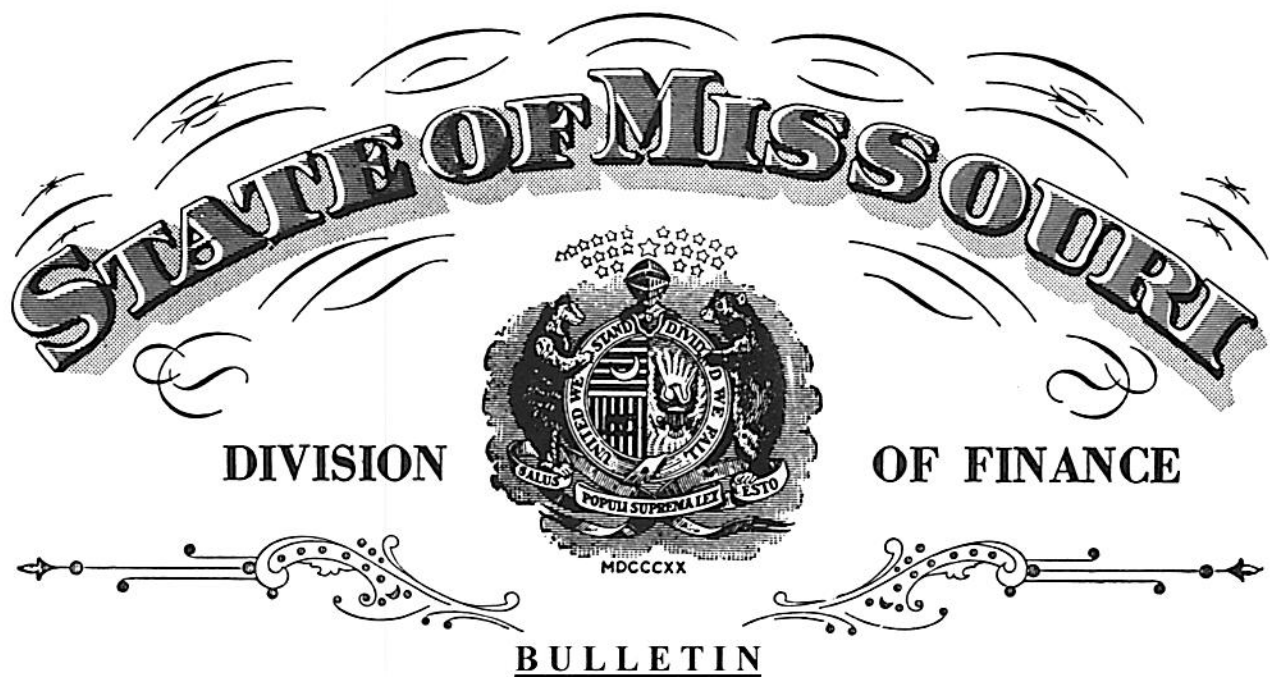 STATE OF MISSOURI
UNITED WE STAND DIVIDED WE FALL
DIVISION
OF FINANCE
SALUS POPULI SUPREMA LEX ESTO
MDCCCXX
BULLETIN